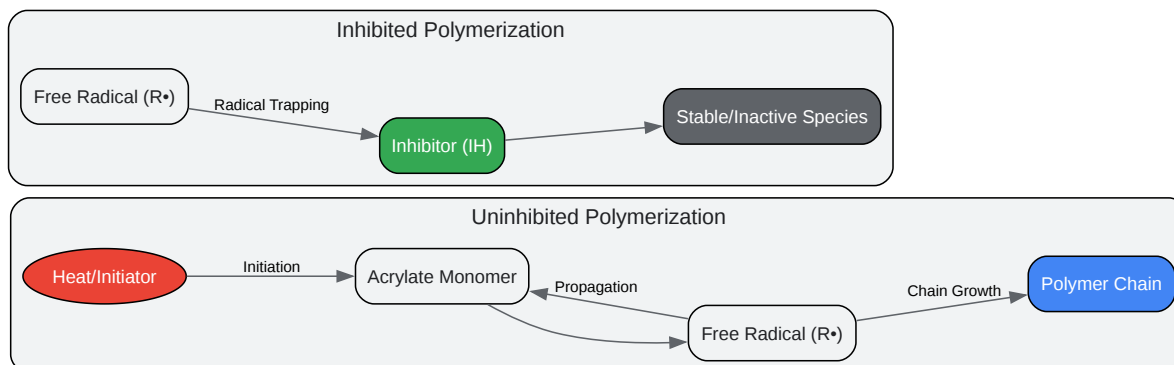 Inhibited Polymerization
Free Radical (R•)
Radical Trapping
Inhibitor (IH)
Stable/Inactive Species
Uninhibited Polymerization
Heat/Initiator
Initiation
Acrylate Monomer
Propagation
Free Radical (R•)
Chain Growth
Polymer Chain